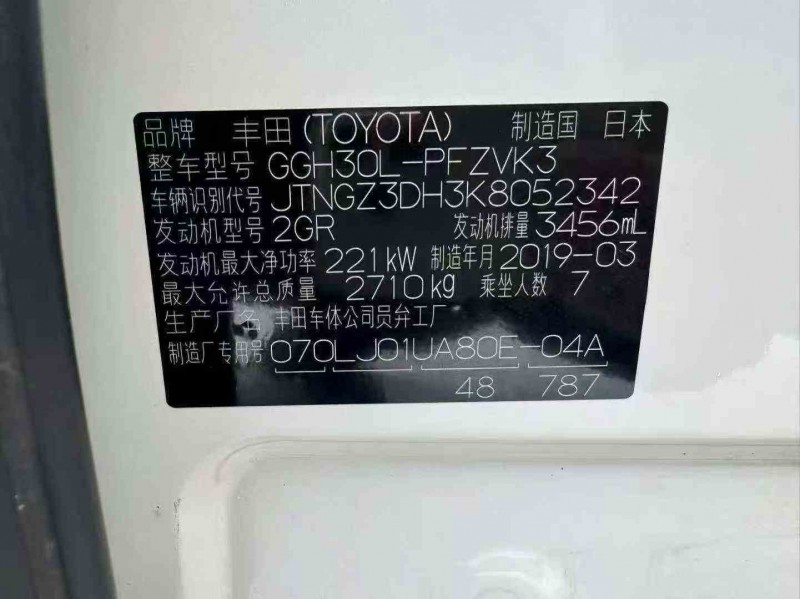 品牌 丰田(TOYOTA) 制造国 日本
整车型号 GGH30L-PFZVK3
车辆识别代号 JTNGZ3DH3K8052342
发动机型号 2GR 发动机排量 3456mL
发动机最大净功率 221kW 制造年月 2019-03
最大允许总质量 2710kg 乘坐人数 7
生产厂名 丰田车体公司员弁工厂
制造厂专用号 070LJ01UA80E-04A
48 787